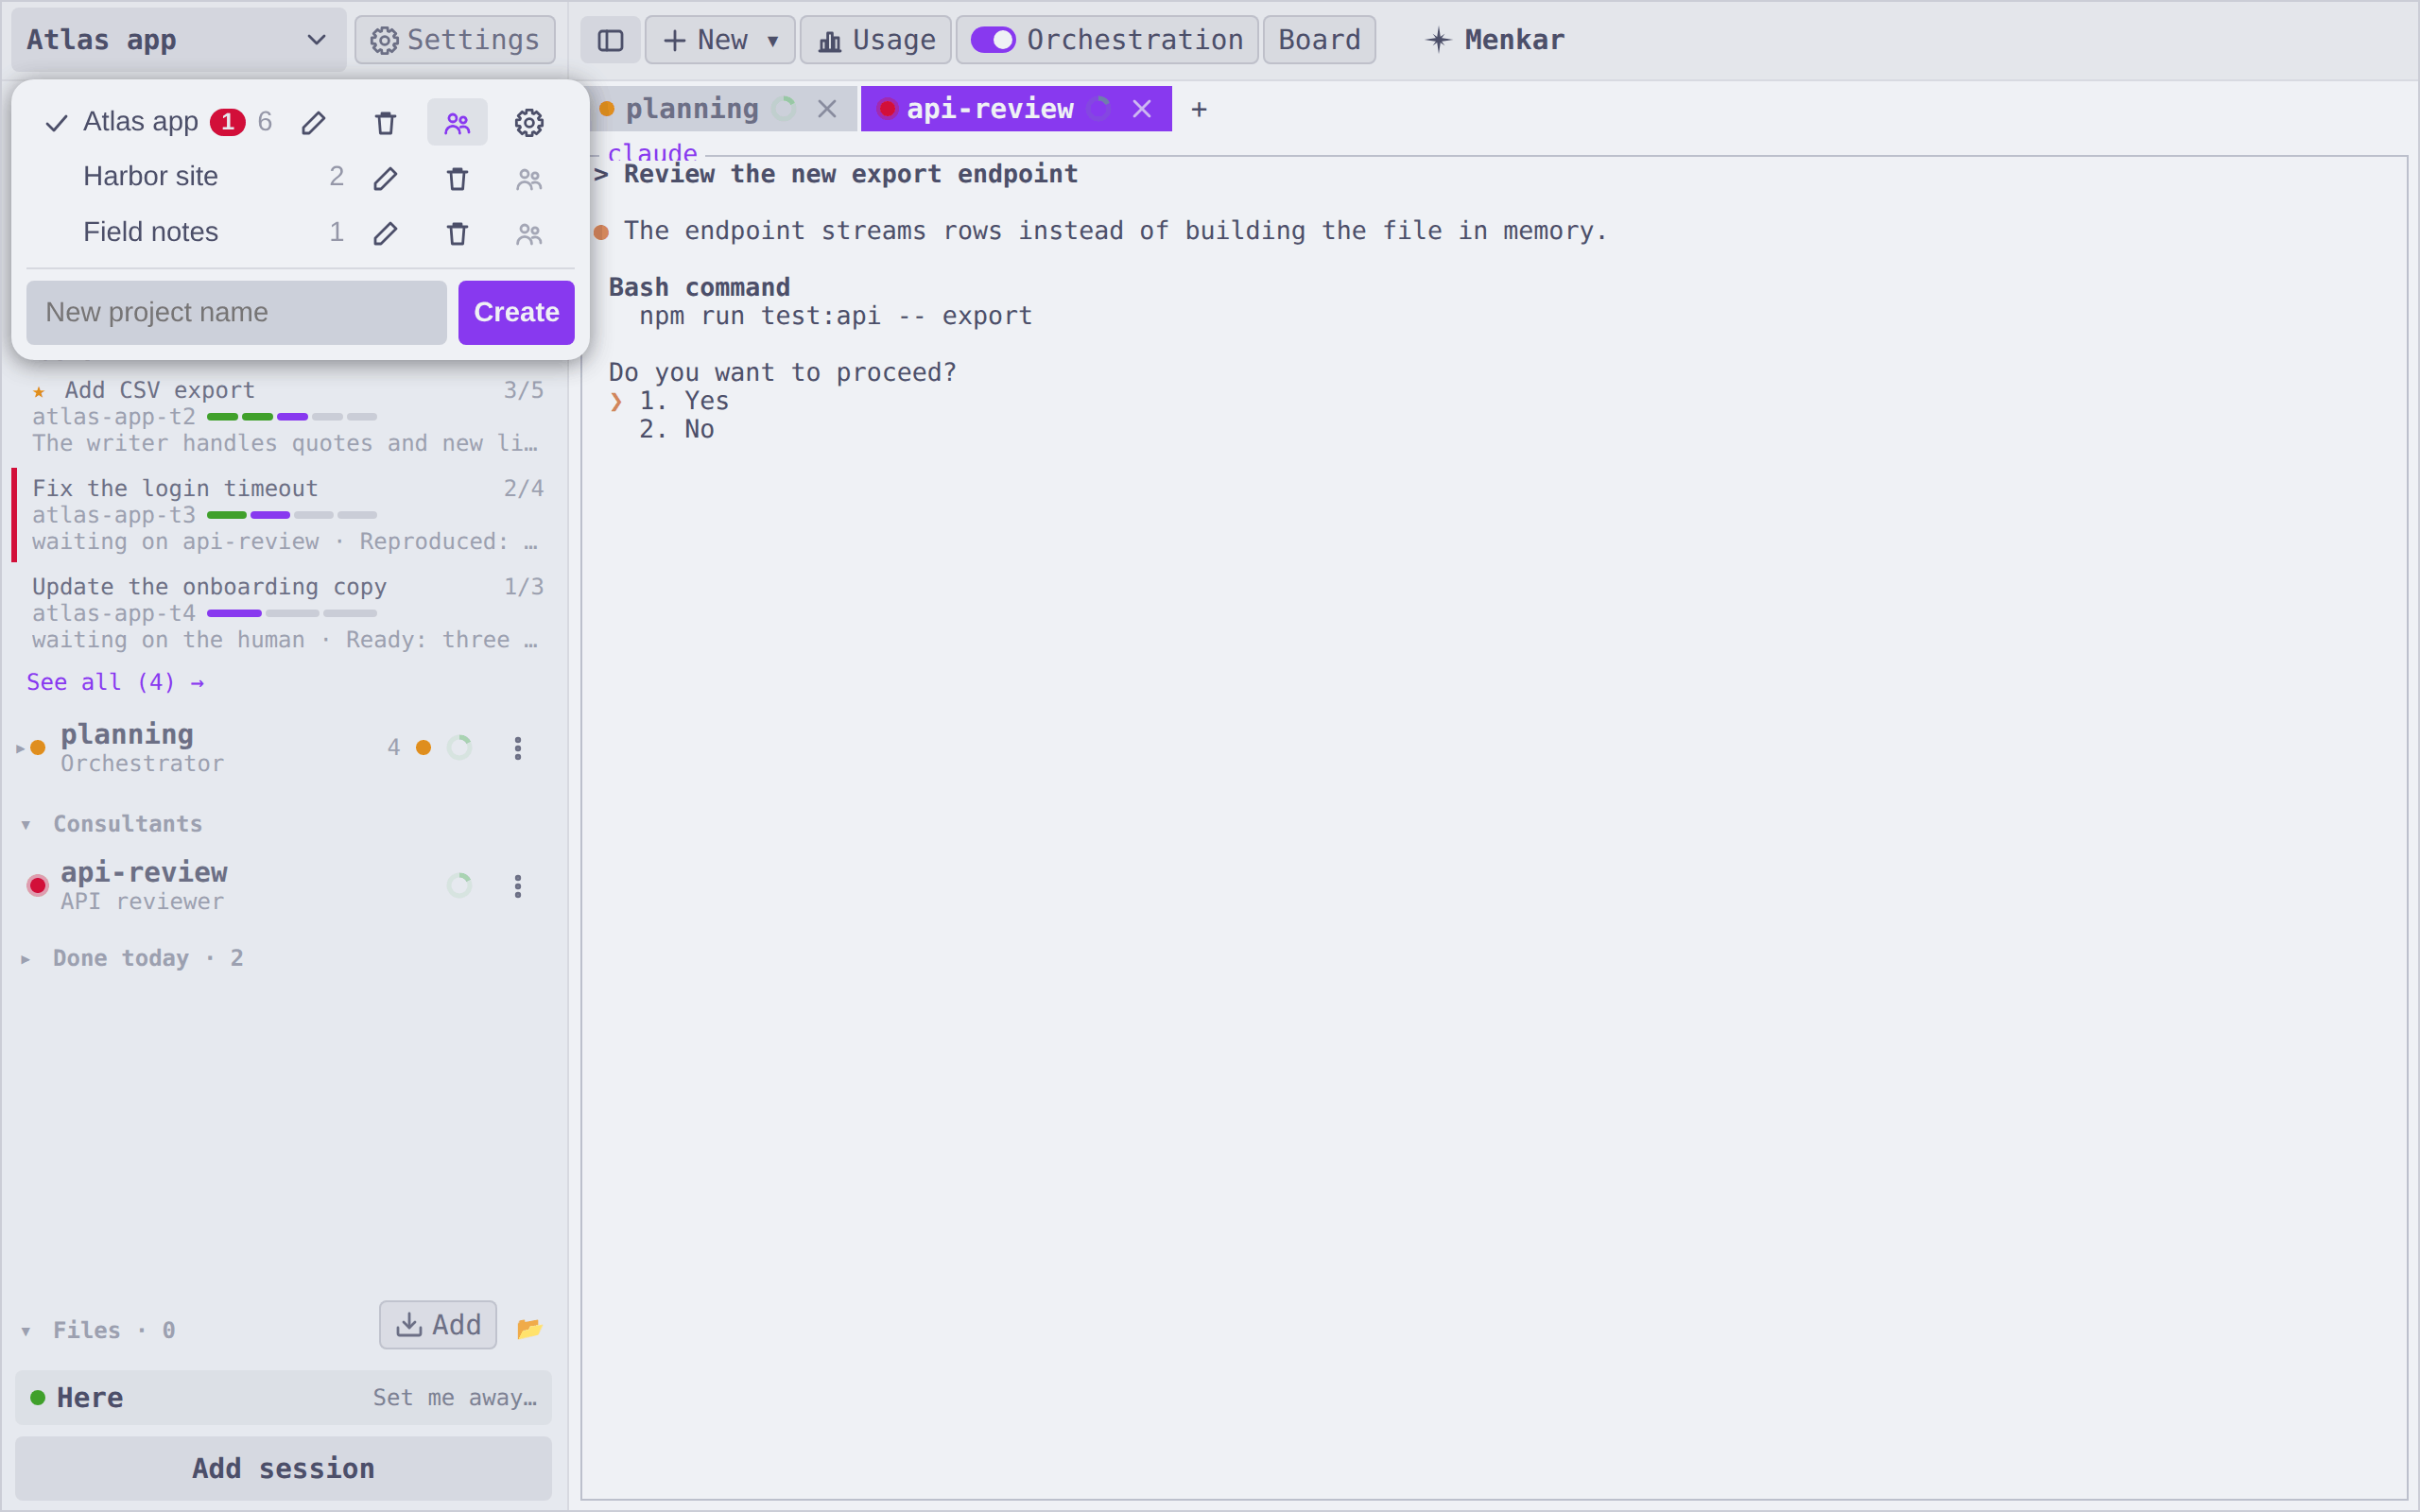 Atlas app
Settings
New ▾
Usage
Orchestration
Board
Menkar
Atlas app 1 6
Harbor site 2
Field notes 1
New project name
Create
planning
api-review
+
claude
> Review the new export endpoint
The endpoint streams rows instead of building the file in memory.
Bash command
npm run test:api -- export
Do you want to proceed?
❯ 1. Yes
2. No
★ Add CSV export 3/5
atlas-app-t2
The writer handles quotes and new li…
Fix the login timeout 2/4
atlas-app-t3
waiting on api-review · Reproduced: …
Update the onboarding copy 1/3
atlas-app-t4
waiting on the human · Ready: three …
See all (4) →
planning 4
Orchestrator
Consultants
api-review
API reviewer
Done today · 2
Files · 0
Add
Here
Set me away…
Add session